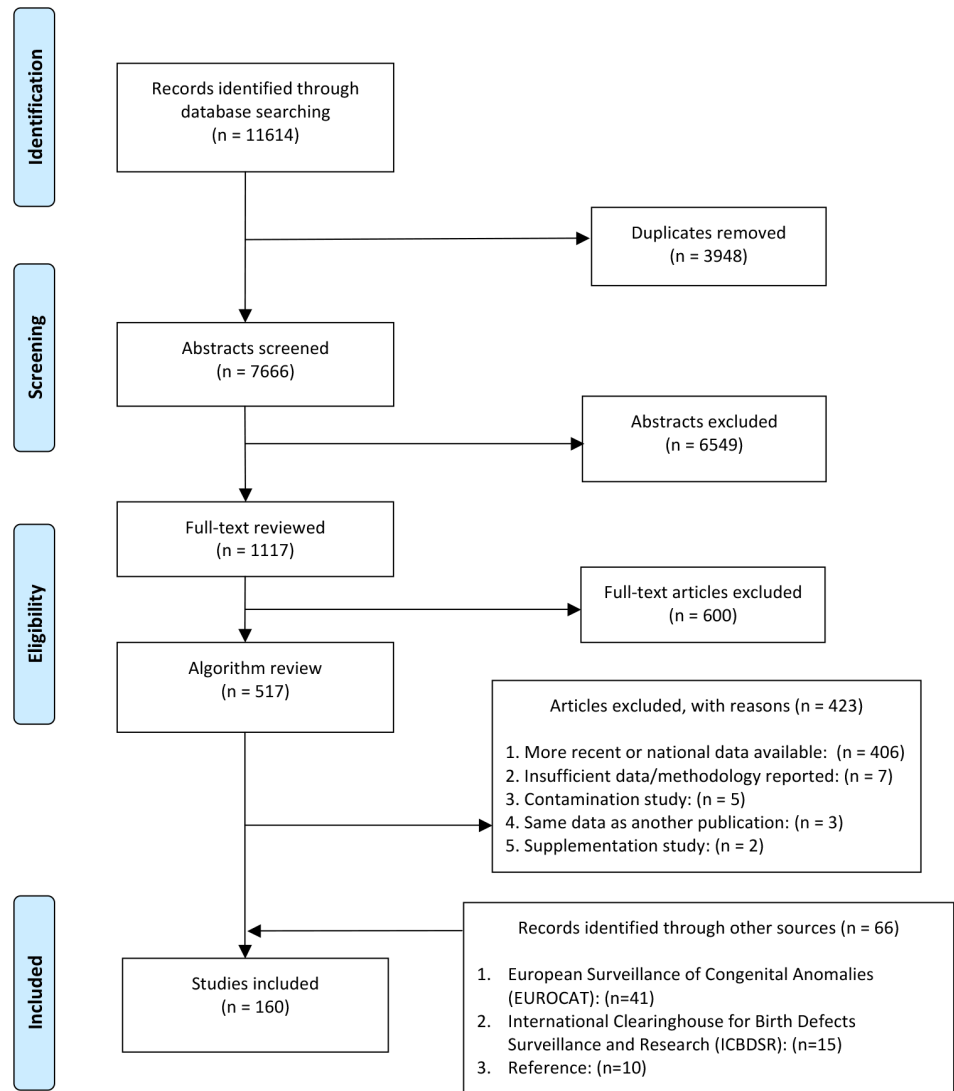 Identification
Records identified through
database searching
(n = 11614)
Duplicates removed
(n = 3948)
Screening
Abstracts screened
(n = 7666)
Abstracts excluded
(n = 6549)
Eligibility
Full-text reviewed
(n = 1117)
Full-text articles excluded
(n = 600)
Algorithm review
(n = 517)
Articles excluded, with reasons (n = 423)
1. More recent or national data available: (n = 406)
2. Insufficient data/methodology reported: (n = 7)
3. Contamination study: (n = 5)
4. Same data as another publication: (n = 3)
5. Supplementation study: (n = 2)
Included
Records identified through other sources (n = 66)
1. European Surveillance of Congenital Anomalies
(EUROCAT): (n=41)
2. International Clearinghouse for Birth Defects
Surveillance and Research (ICBDSR): (n=15)
3. Reference: (n=10)
Studies included
(n = 160)